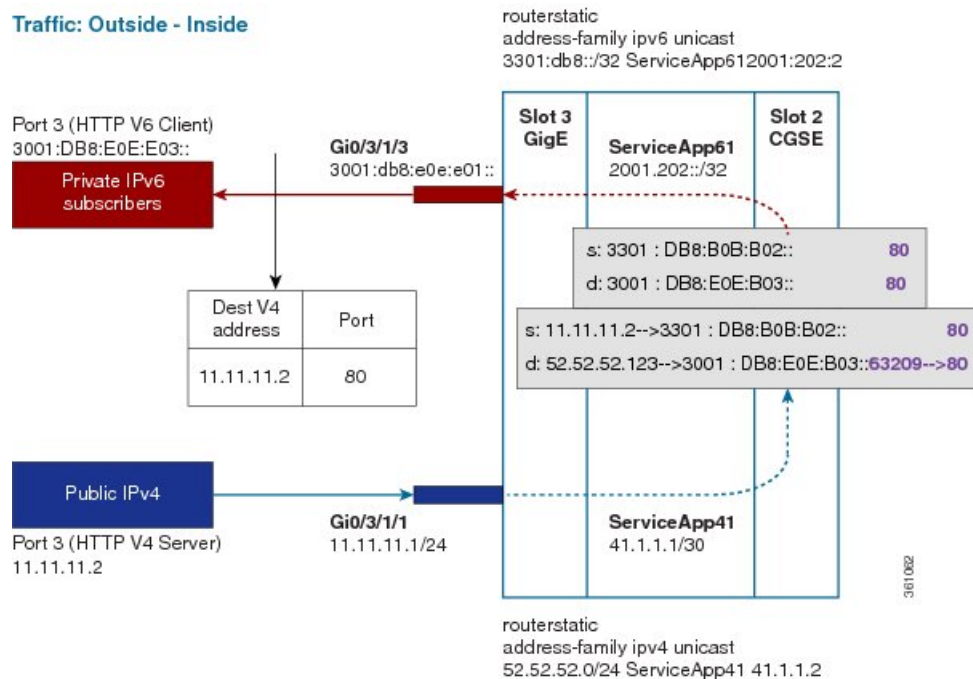 Traffic: Outside - Inside
routerstatic
address-family ipv6 unicast
3301:db8::/32 ServiceApp612001:202:2
Port 3 (HTTP V6 Client)
3001:DB8:E0E:E03::
Private IPv6
subscribers
Gi0/3/1/3
3001:db8:e0e:e01::
Slot 3
GigE
ServiceApp61
2001.202::/32
Slot 2
CGSE
s: 3301 : DB8:B0B:B02:: 80
d: 3001 : DB8:E0E:B03:: 80
s: 11.11.11.2-->3301 : DB8:B0B:B02:: 80
d: 52.52.52.123-->3001 : DB8:E0E:B03::63209-->80
Dest V4
address
Port
11.11.11.2
80
Public IPv4
Port 3 (HTTP V4 Server)
11.11.11.2
Gi0/3/1/1
11.11.11.1/24
ServiceApp41
41.1.1.1/30
361062
routerstatic
address-family ipv4 unicast
52.52.52.0/24 ServiceApp41 41.1.1.2